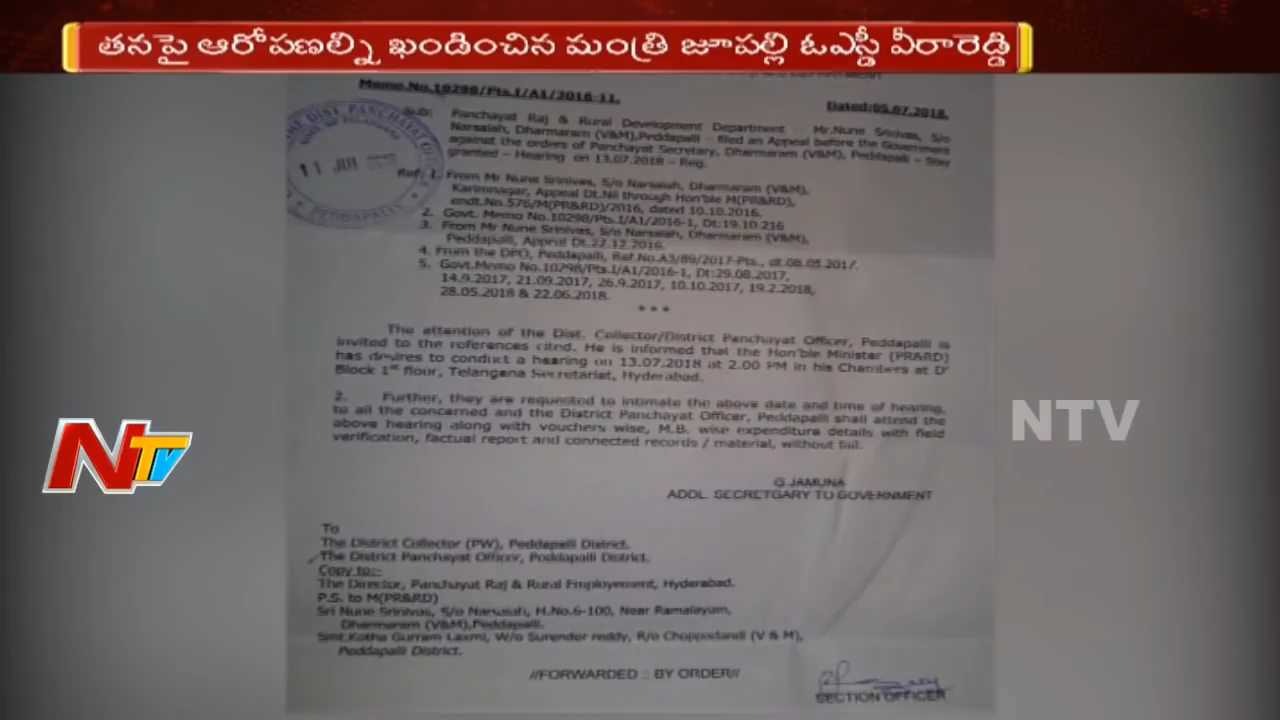 తనపై ఆరోపణల్ని ఖండించిన మంత్రి జూపల్లి ఓఎస్డీ వీరారెడ్డి
Memo.No.10298/Pts.I/A1/2016-11.
Dated:05.07.2018.
Sub: Panchayat Raj & Rural Development Department - Mr.Nune Srinivas, S/o
Narsaiah, Dharmaram (V&M),Peddapalli - filed an Appeal before the Government
against the orders of Panchayat Secretary, Dharmaram (V&M), Peddapalli - Stay
granted - Hearing on 13.07.2018 - Reg.
11 JUL
PEDDAPALLY
Ref: 1. From Mr Nune Srinivas, S/o Narsaiah, Dharmaram (V&M),
Karimnagar, Appeal Dt.Nil through Hon'ble M(PR&RD),
endt.No.576/M(PR&RD)/2016, dated 10.10.2016.
2. Govt. Memo No.10298/Pts.I/A1/2016-1, Dt:19.10.216
3. From Mr Nune Srinivas, S/o Narsaiah, Dharmaram (V&M),
Peddapalli, Appeal Dt.22.12.2016.
4. From the DPO, Peddapalli, Ref.No.A3/89/2017-Pts., dt.08.05.2017.
5. Govt.Memo No.10298/Pts.I/A1/2016-1, Dt:29.08.2017,
14.9.2017, 21.09.2017, 26.9.2017, 10.10.2017, 19.2.2018,
28.05.2018 & 22.06.2018.
* * *
The attention of the Dist. Collector/District Panchayat Officer, Peddapalli is
invited to the references cited. He is informed that the Hon'ble Minister (PR&RD)
has desires to conduct a hearing on 13.07.2018 at 2.00 PM in his Chambers at D'
Block 1st flour, Telangana Secretariat, Hyderabad.
2. Further, they are requested to intimate the above date and time of hearing,
to all the concerned and the District Panchayat Officer, Peddapalli shall attend the
above hearing along with vouchers wise, M.B. wise expenditure details with field
verification, factual report and connected records / material, without fail.
NTV
NTV
G.JAMUNA
ADDL. SECRETGARY TO GOVERNMENT
To
The District Collector (PW), Peddapalli District.
The District Panchayat Officer, Peddapalli District.
Copy to:-
The Director, Panchayut Raj & Rural Employement, Hyderabad.
P.S. to M(PR&RD)
Sri Nune Srinivas, S/o Narsaiah, H.No.6-100, Near Ramalayam,
Dharmaram (V&M),Peddapalli.
Smt.Kotha Gurram Laxmi, W/o Surender reddy, R/o Choppadandi (V & M),
Peddapalli District.
//FORWARDED :: BY ORDER//
SECTION OFFICER